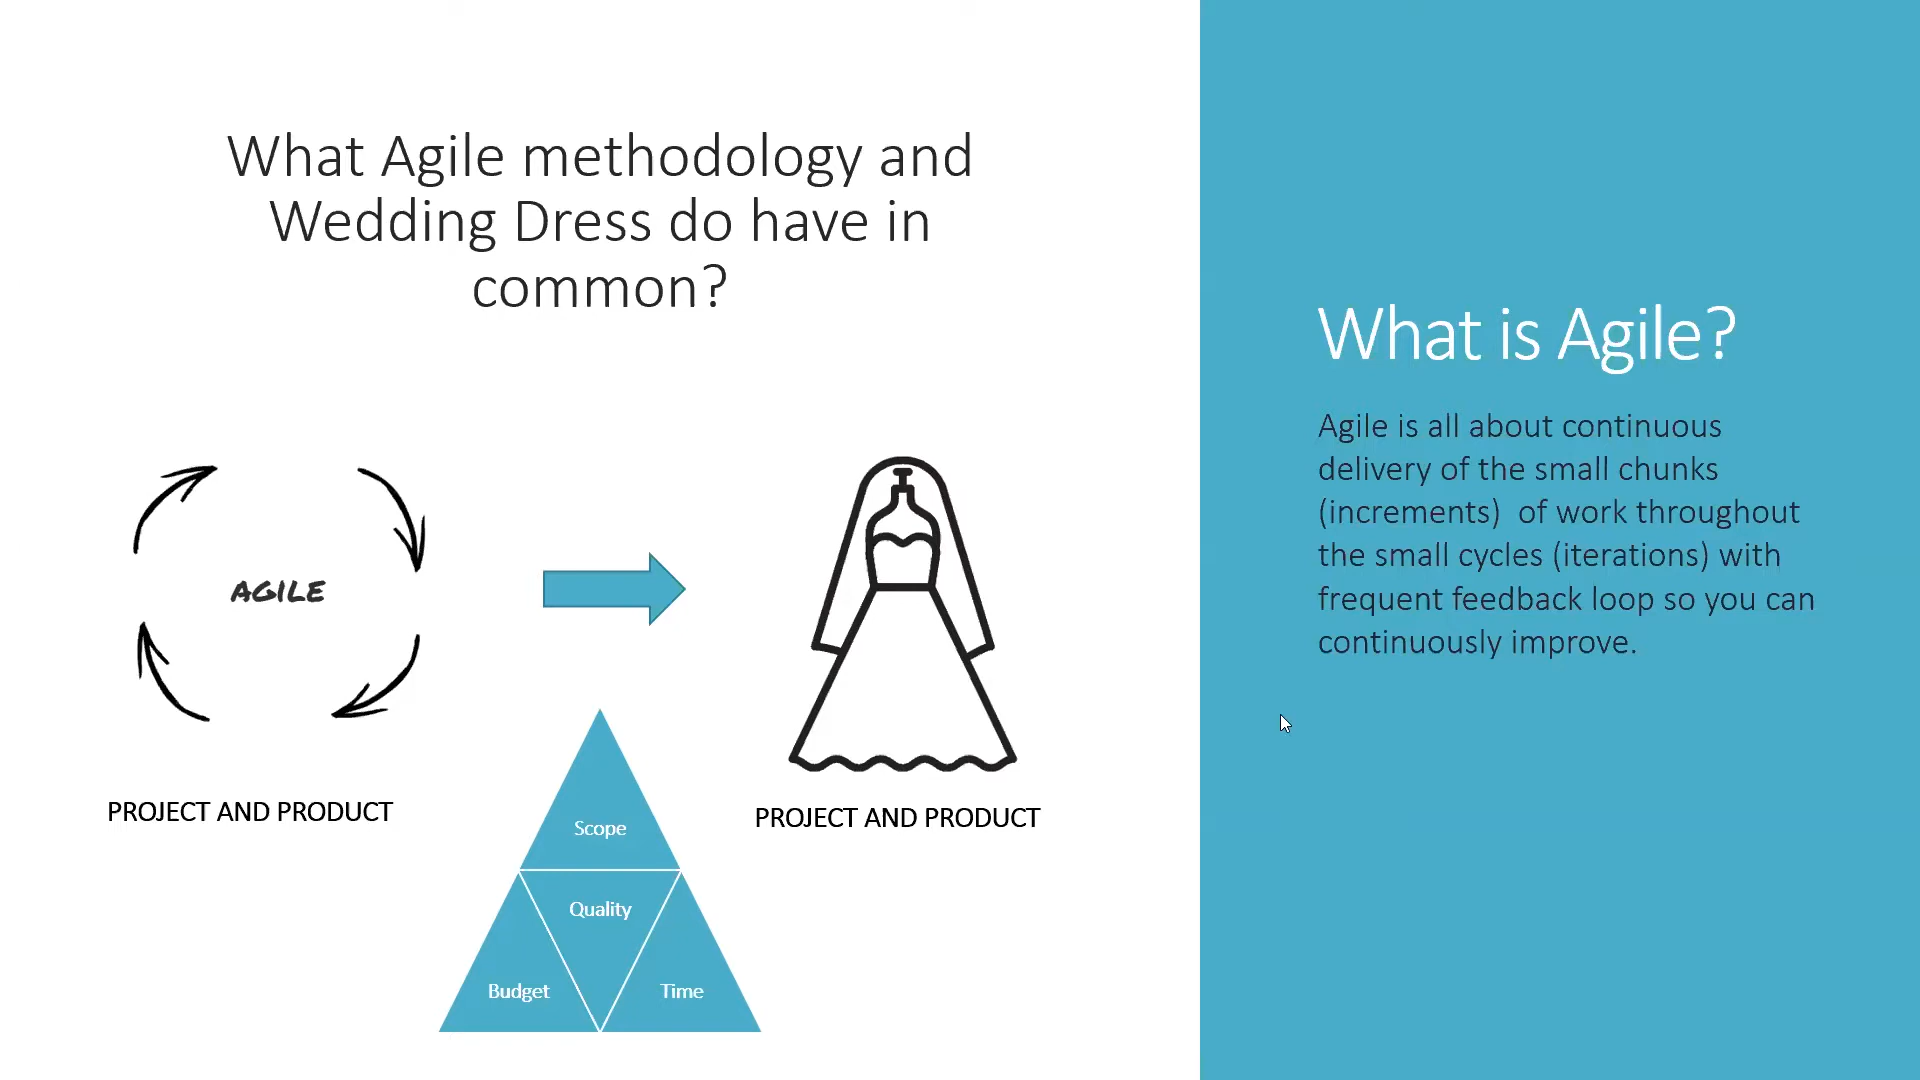 What Agile methodology and
Wedding Dress do have in
common?
AGILE
PROJECT AND PRODUCT
PROJECT AND PRODUCT
Scope
Quality
Budget
Time
What is Agile?
Agile is all about continuous
delivery of the small chunks
(increments)  of work throughout
the small cycles (iterations) with
frequent feedback loop so you can
continuously improve.